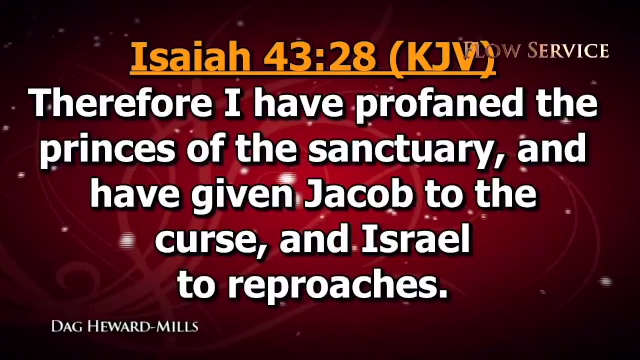 Isaiah 43:28 (KJV)
Flow Service
Therefore I have profaned the
princes of the sanctuary, and
have given Jacob to the
curse, and Israel
to reproaches.
Dag Heward-Mills